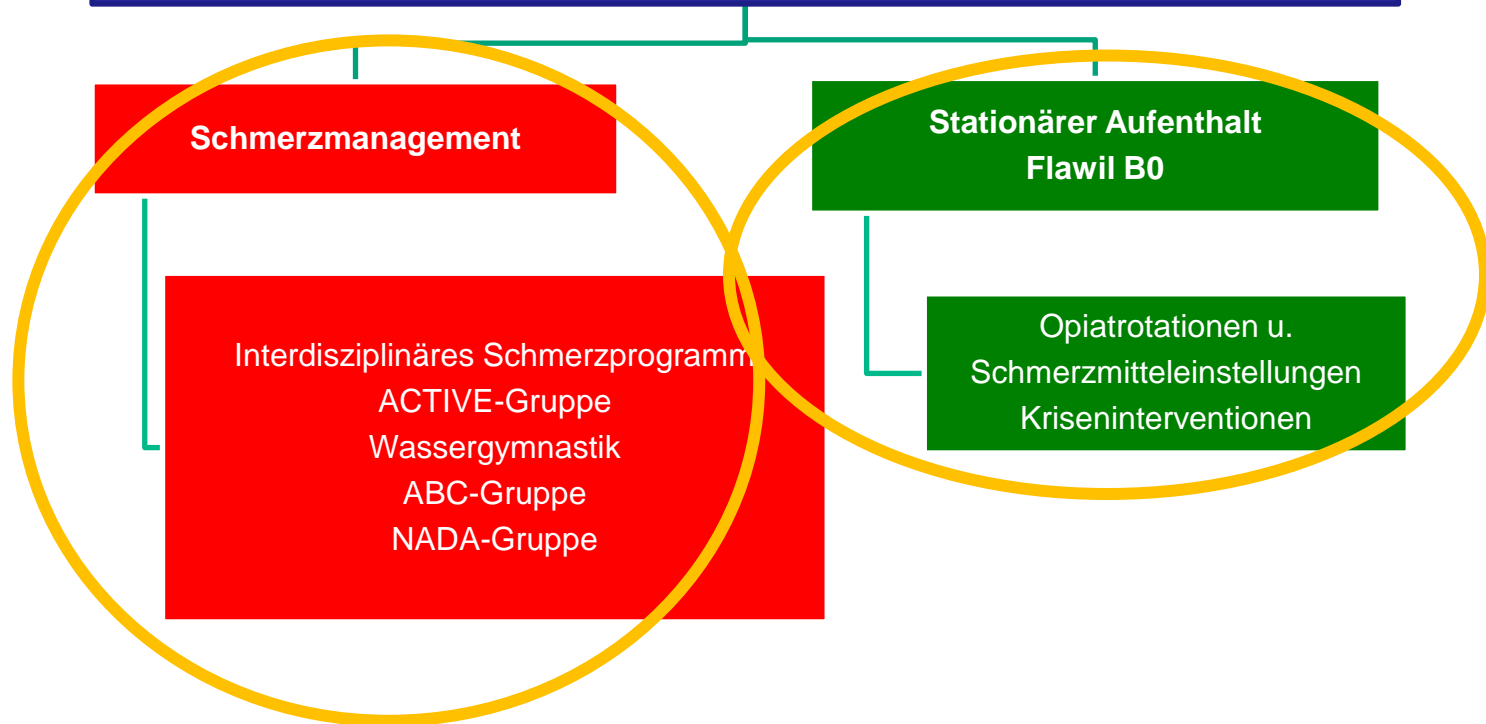 Schmerzmanagement
Stationärer Aufenthalt
Flawil B0
Interdisziplinäres Schmerzprogramm
ACTIVE-Gruppe
Wassergymnastik
ABC-Gruppe
NADA-Gruppe
Opiatrotationen u.
Schmerzmitteleinstellungen
Kriseninterventionen